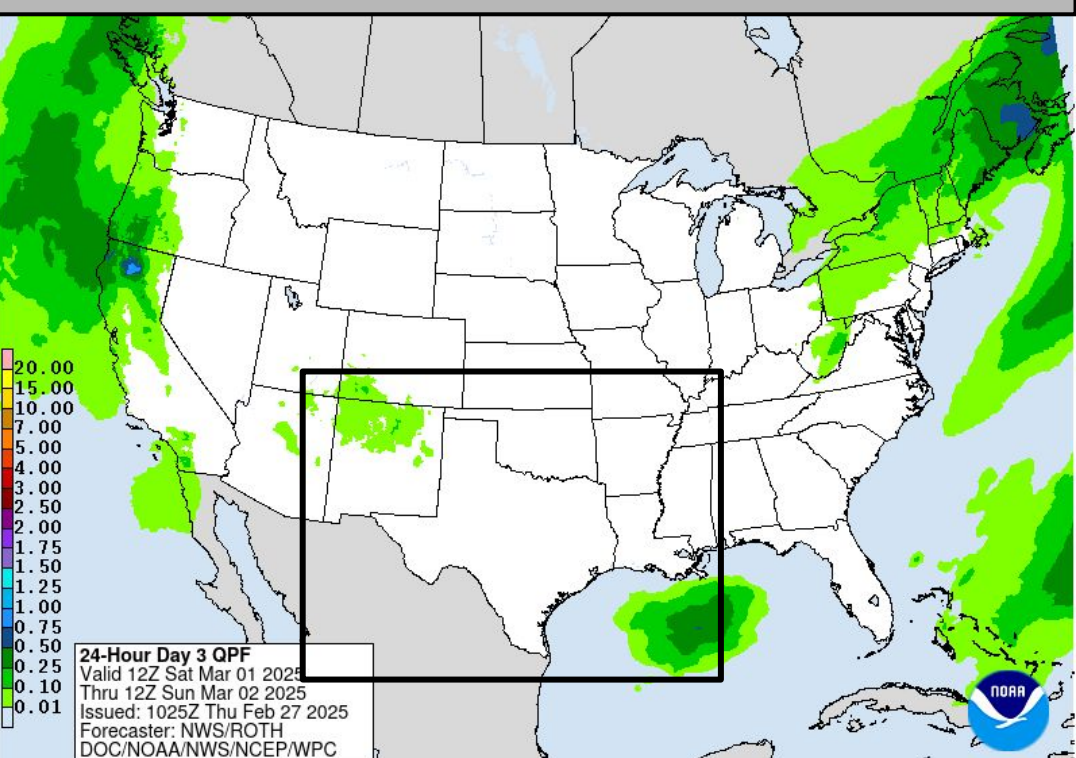 20.00
15.00
10.00
7.00
5.00
4.00
3.00
2.50
2.00
1.75
1.50
1.25
1.00
0.75
0.50
0.25
0.10
0.01
24-Hour Day 3 QPF
Valid 12Z Sat Mar 01 2025
Thru 12Z Sun Mar 02 2025
Issued: 1025Z Thu Feb 27 2025
Forecaster: NWS/ROTH
DOC/NOAA/NWS/NCEP/WPC
NOAA